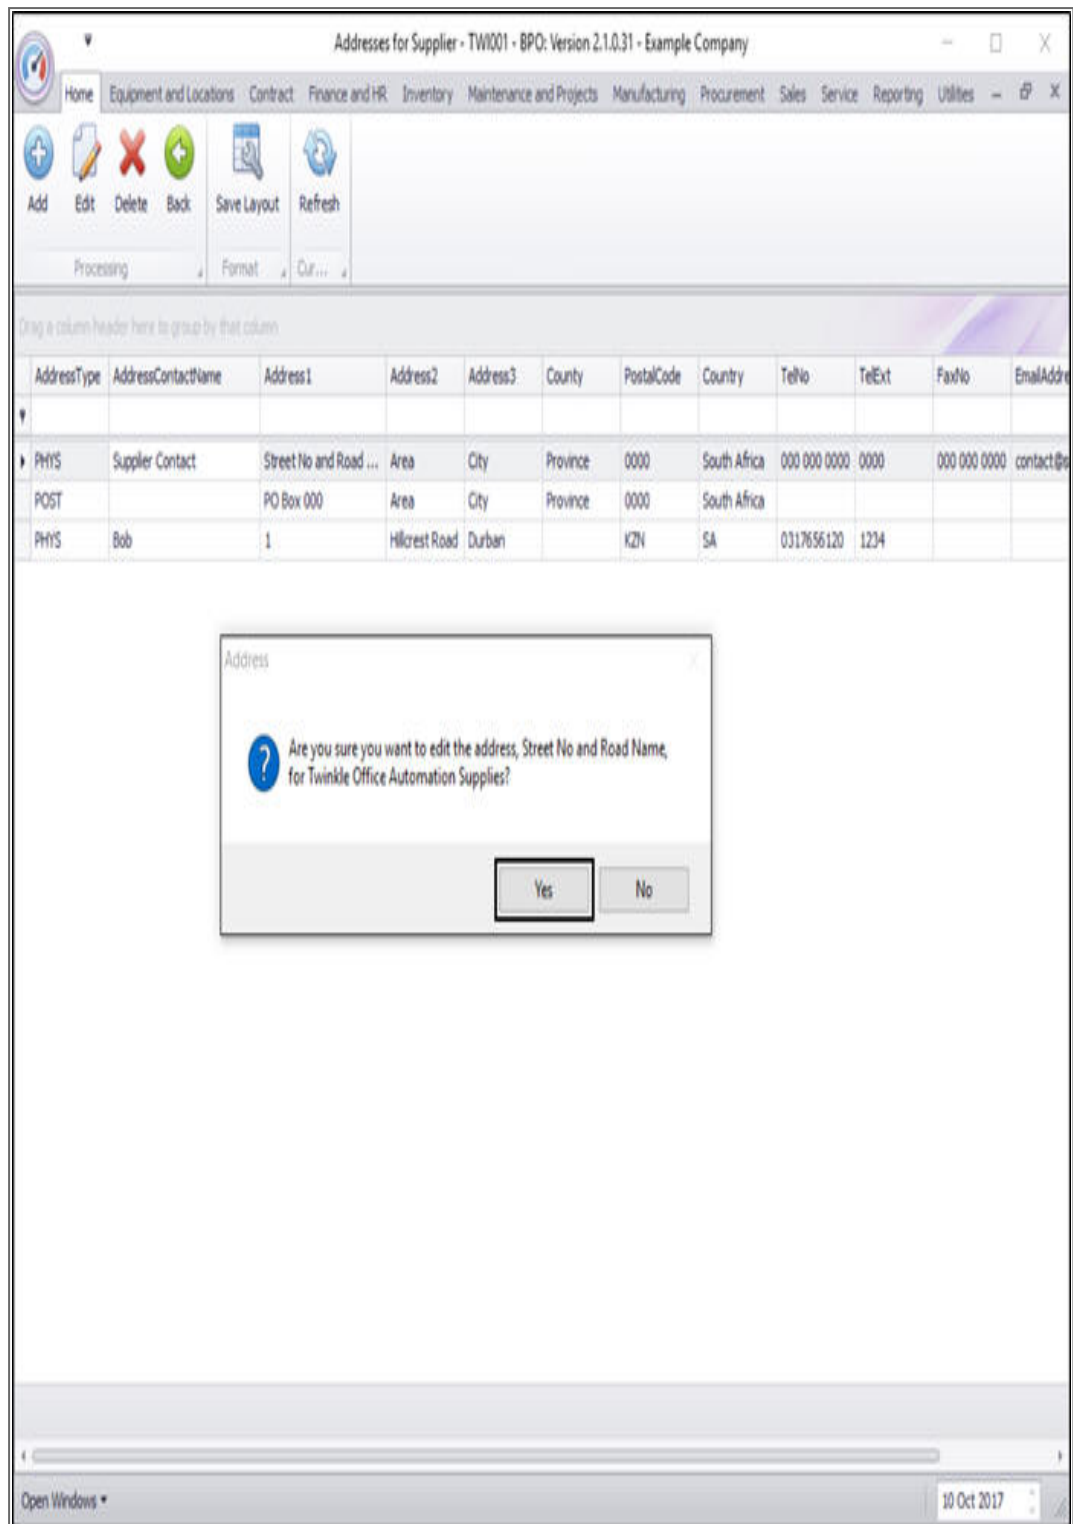 Addresses for Supplier - TWI001 - BPO: Version 2.1.0.31 - Example Company
Home Equipment and Locations Contract Finance and HR Inventory Maintenance and Projects Manufacturing Procurement Sales Service Reporting Utilities
Add Edit Delete Back Save Layout Refresh
Processing Format Cur...
Drag a column header here to group by that column
AddressType AddressContactName Address1 Address2 Address3 County PostalCode Country TelNo TelExt FaxNo EmailAddre
PHYS Supplier Contact Street No and Road ... Area City Province 0000 South Africa 000 000 0000 0000 000 000 0000 contact@s
POST PO Box 000 Area City Province 0000 South Africa
PHYS Bob 1 Hillcrest Road Durban KZN SA 0317656120 1234
Address
Are you sure you want to edit the address, Street No and Road Name,
for Twinkle Office Automation Supplies?
Yes No
Open Windows 10 Oct 2017